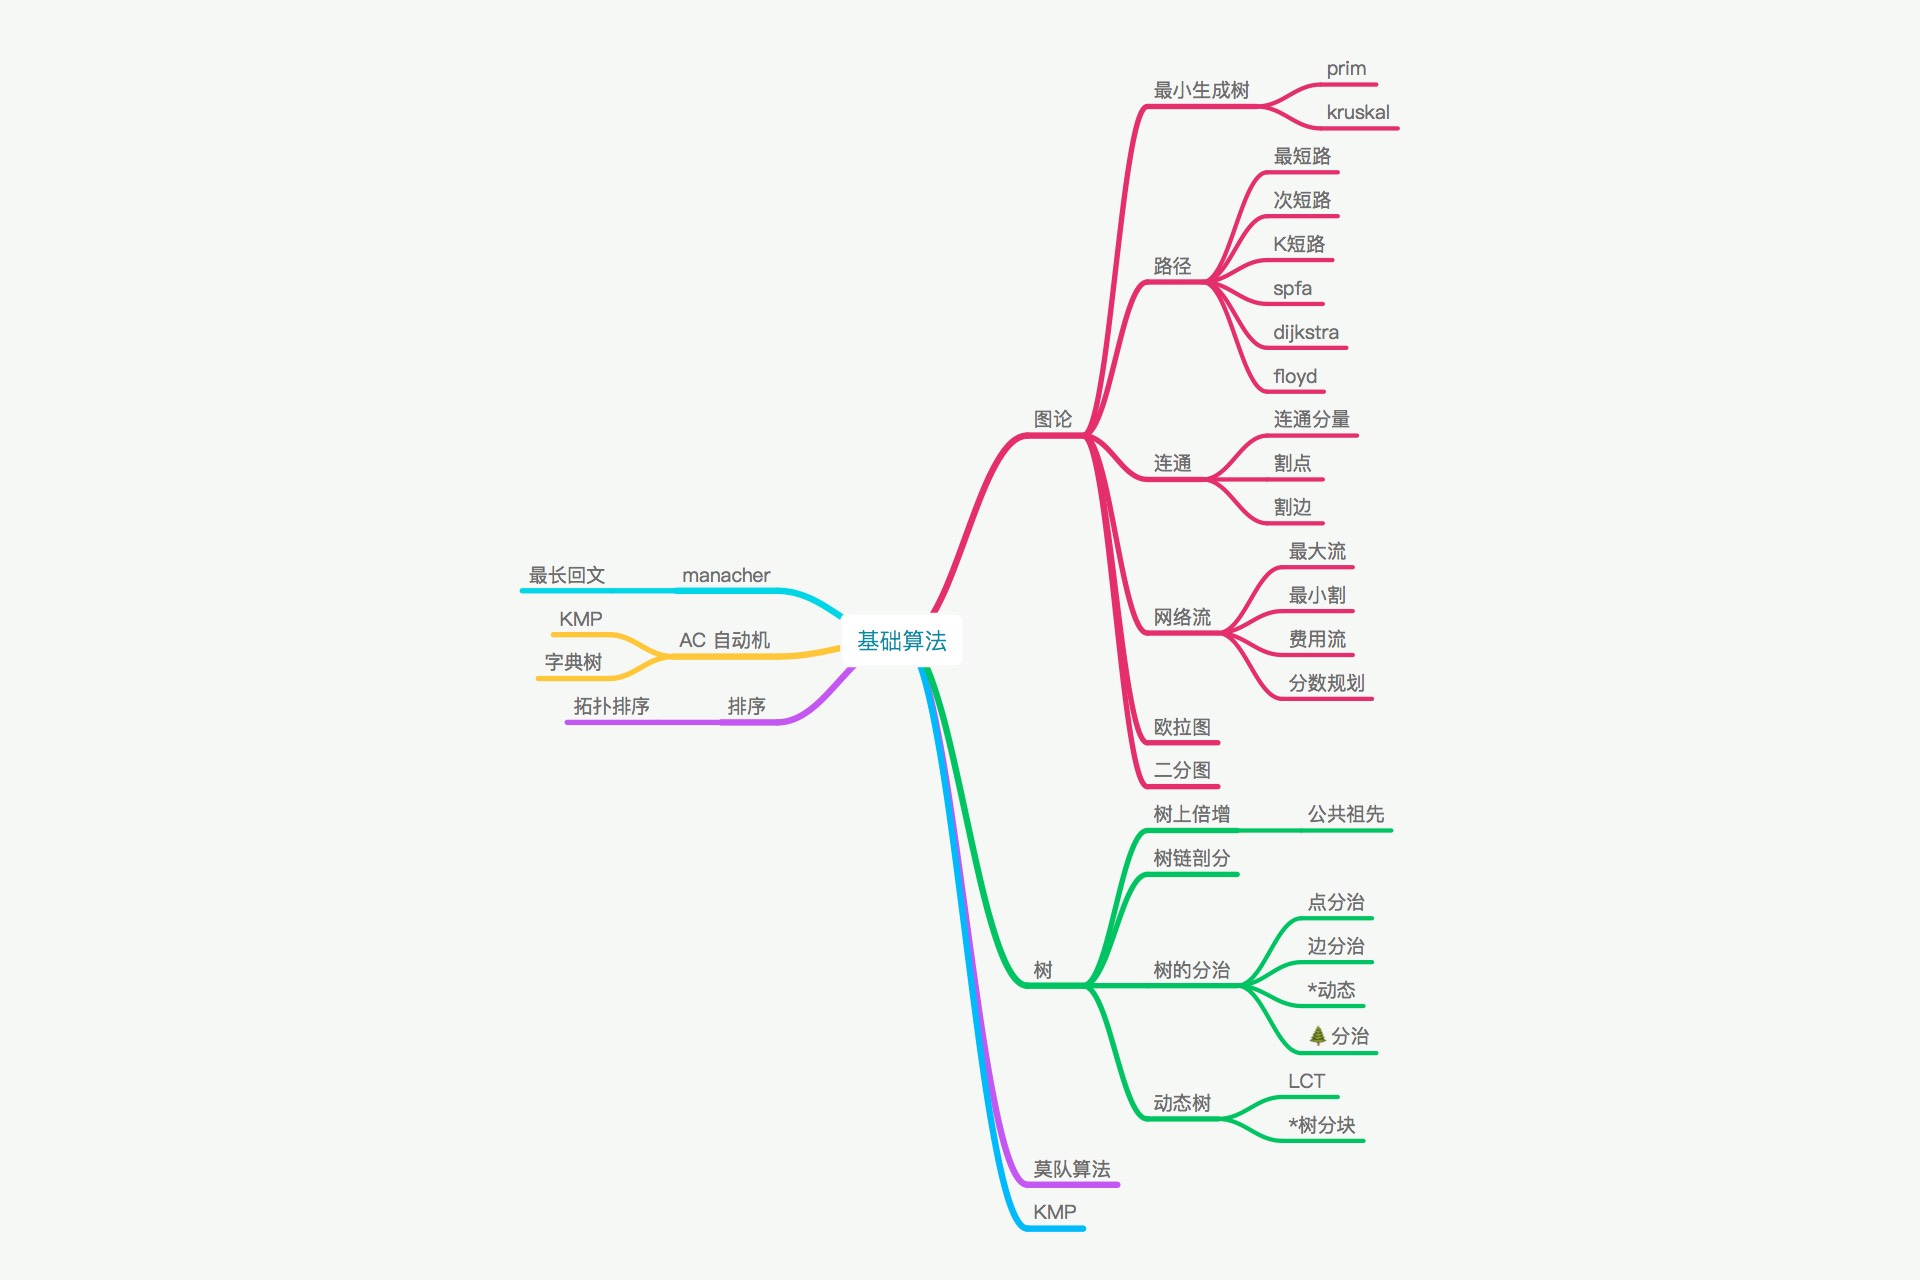 基础算法
图论
最小生成树
prim
kruskal
路径
最短路
次短路
K短路
spfa
dijkstra
floyd
连通
连通分量
割点
割边
网络流
最大流
最小割
费用流
分数规划
欧拉图
二分图
树
树上倍增
公共祖先
树链剖分
树的分治
点分治
边分治
*动态
🌲分治
动态树
LCT
*树分块
莫队算法
KMP
manacher
最长回文
AC 自动机
KMP
字典树
排序
拓扑排序